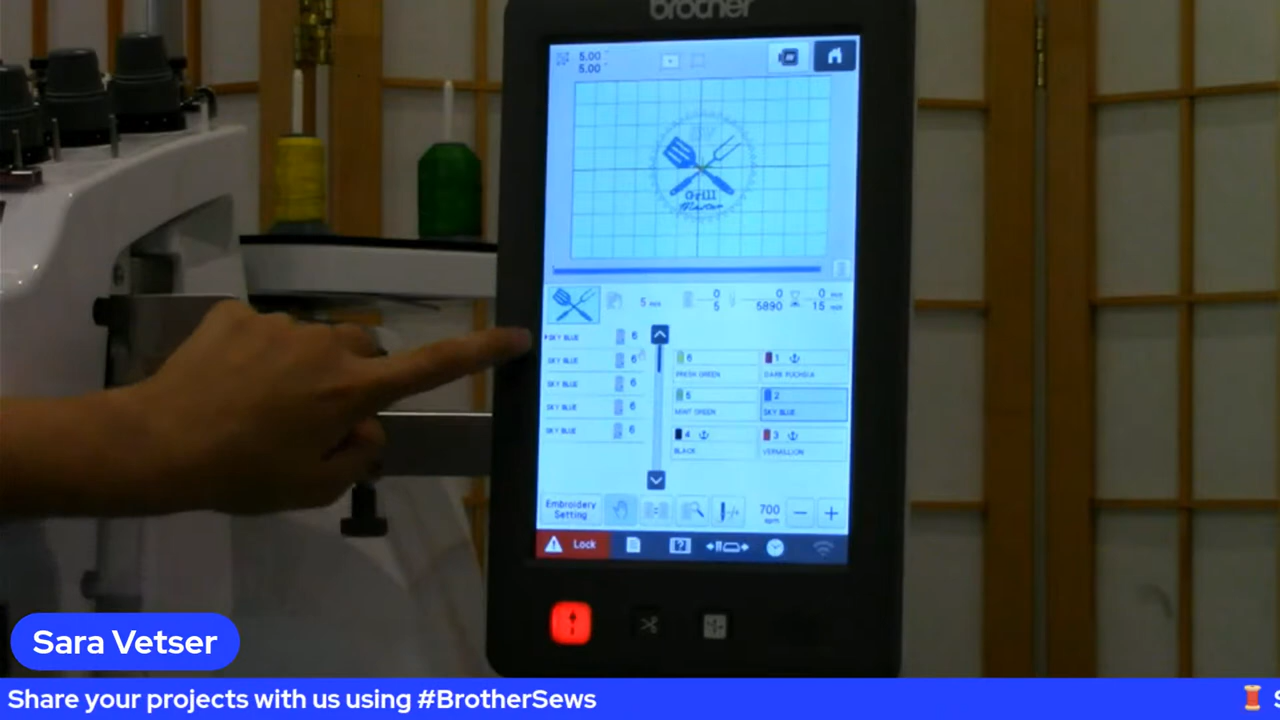 brother
5.00"
5.00"
Grill
Master
5 min
0
5
0
5890
0 min
15 min
SKY BLUE 6
SKY BLUE 6
SKY BLUE 6
SKY BLUE 6
SKY BLUE 6
6
FRESH GREEN
1
DARK FUCHSIA
5
MINT GREEN
2
SKY BLUE
4
BLACK
3
VERMILLION
Embroidery
Setting
700
spm
Lock
Sara Vetser
Share your projects with us using #BrotherSews